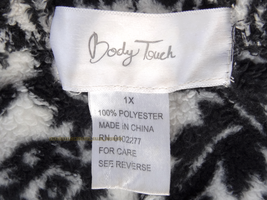 Body Touch
1X
100% POLYESTER
MADE IN CHINA
RN: 0102277
FOR CARE
SEE REVERSE